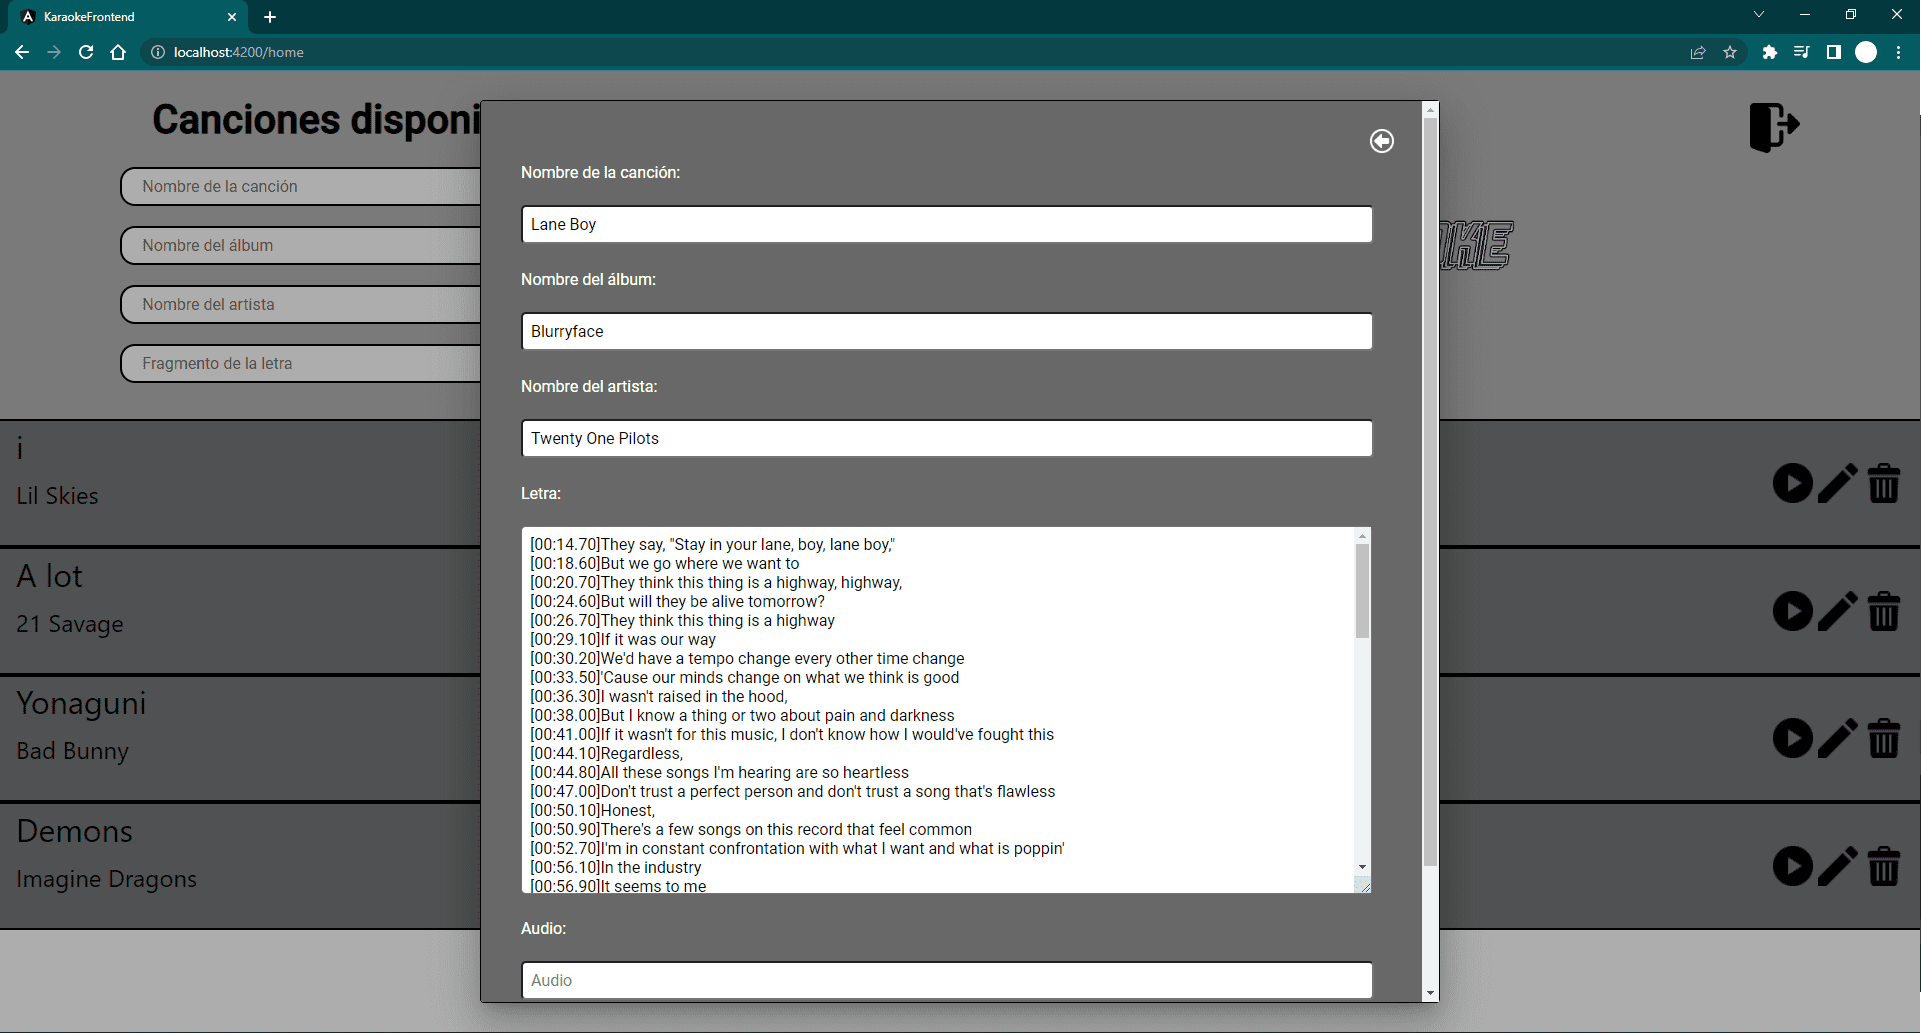 KaraokeFrontend
localhost:4200/home
Canciones disponi
Nombre de la canción
Nombre del álbum
Nombre del artista
Fragmento de la letra
OKE
i
Lil Skies
A lot
21 Savage
Yonaguni
Bad Bunny
Demons
Imagine Dragons
Nombre de la canción:
Lane Boy
Nombre del álbum:
Blurryface
Nombre del artista:
Twenty One Pilots
Letra:
[00:14.70]They say, "Stay in your lane, boy, lane boy,"
[00:18.60]But we go where we want to
[00:20.70]They think this thing is a highway, highway,
[00:24.60]But will they be alive tomorrow?
[00:26.70]They think this thing is a highway
[00:29.10]If it was our way
[00:30.20]We'd have a tempo change every other time change
[00:33.50]'Cause our minds change on what we think is good
[00:36.30]I wasn't raised in the hood,
[00:38.00]But I know a thing or two about pain and darkness
[00:41.00]If it wasn't for this music, I don't know how I would've fought this
[00:44.10]Regardless,
[00:44.80]All these songs I'm hearing are so heartless
[00:47.00]Don't trust a perfect person and don't trust a song that's flawless
[00:50.10]Honest,
[00:50.90]There's a few songs on this record that feel common
[00:52.70]I'm in constant confrontation with what I want and what is poppin'
[00:56.10]In the industry
[00:56.90]It seems to me
Audio:
Audio